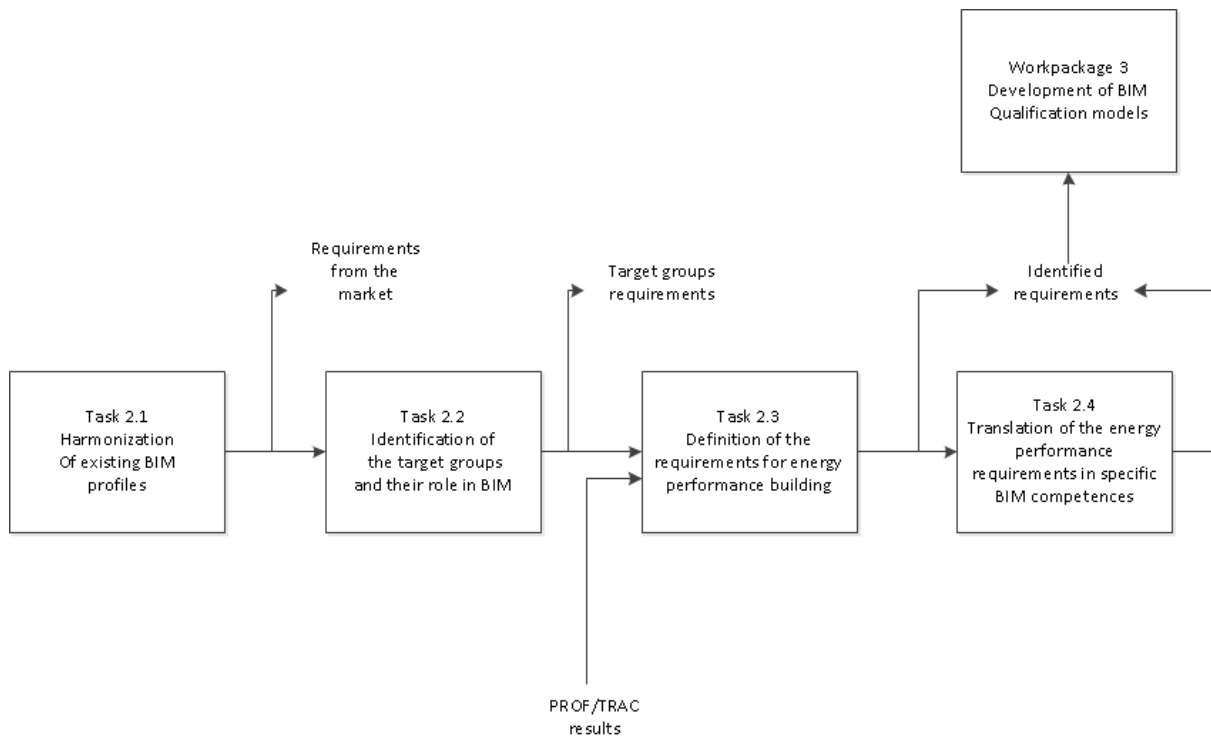 Workpackage 3
Development of BIM
Qualification models
Requirements
from the
market
Target groups
requirements
Identified
requirements
Task 2.1
Harmonization
Of existing BIM
profiles
Task 2.2
Identification of
the target groups
and their role in BIM
Task 2.3
Definition of the
requirements for energy
performance building
Task 2.4
Translation of the energy
performance
requirements in specific
BIM competences
PROF/TRAC
results